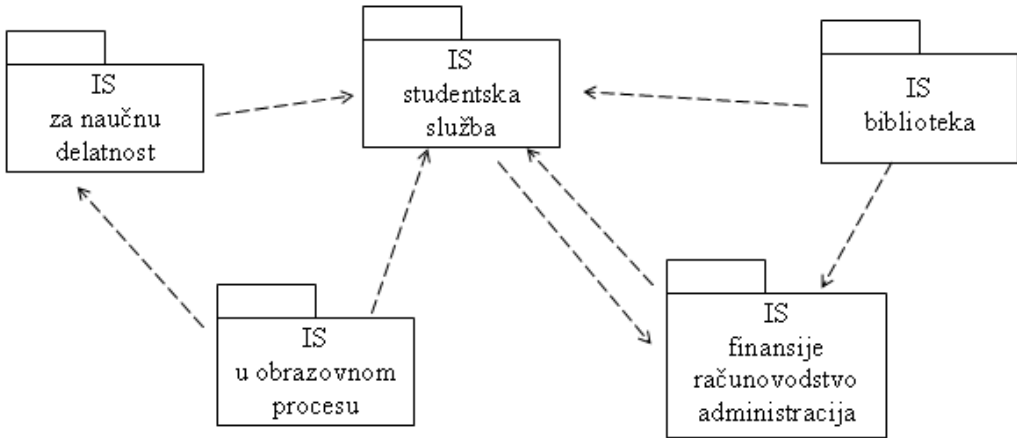 IS
za naučnu
delatnost
IS
studentska
služba
IS
biblioteka
IS
u obrazovnom
procesu
IS
finansije
računovodstvo
administracija